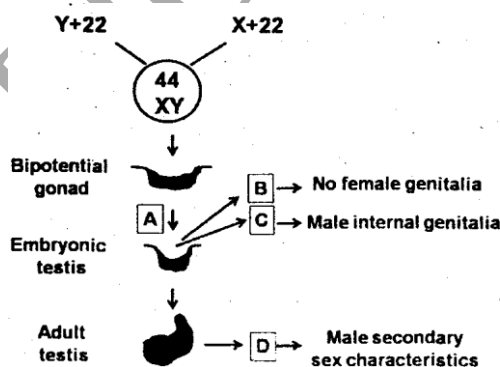 Y+22 X+22
44
XY
Bipotential
gonad
B No female genitalia
A
C Male internal genitalia
Embryonic
testis
Adult
testis
D Male secondary
sex characteristics